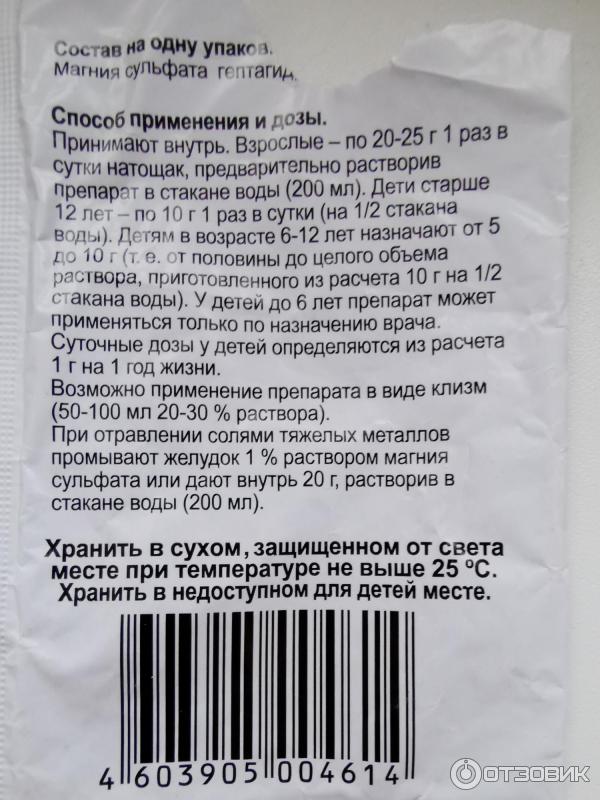 Состав на одну упаков.
Магния сульфата гептагид
Способ применения и дозы.
Принимают внутрь. Взрослые – по 20-25 г 1 раз в
сутки натощак, предварительно растворив
препарат в стакане воды (200 мл). Дети старше
12 лет – по 10 г 1 раз в сутки (на 1/2 стакана
воды). Детям в возрасте 6-12 лет назначают от 5
до 10 г (т. е. от половины до целого объема
раствора, приготовленного из расчета 10 г на 1/2
стакана воды). У детей до 6 лет препарат может
применяться только по назначению врача.
Суточные дозы у детей определяются из расчета
1 г на 1 год жизни.
Возможно применение препарата в виде клизм
(50-100 мл 20-30 % раствора).
При отравлении солями тяжелых металлов
промывают желудок 1 % раствором магния
сульфата или дают внутрь 20 г, растворив в
стакане воды (200 мл).
Хранить в сухом, защищенном от света
месте при температуре не выше 25 ºС.
Хранить в недоступном для детей месте.
4 603905 004614
ОТЗОВИК